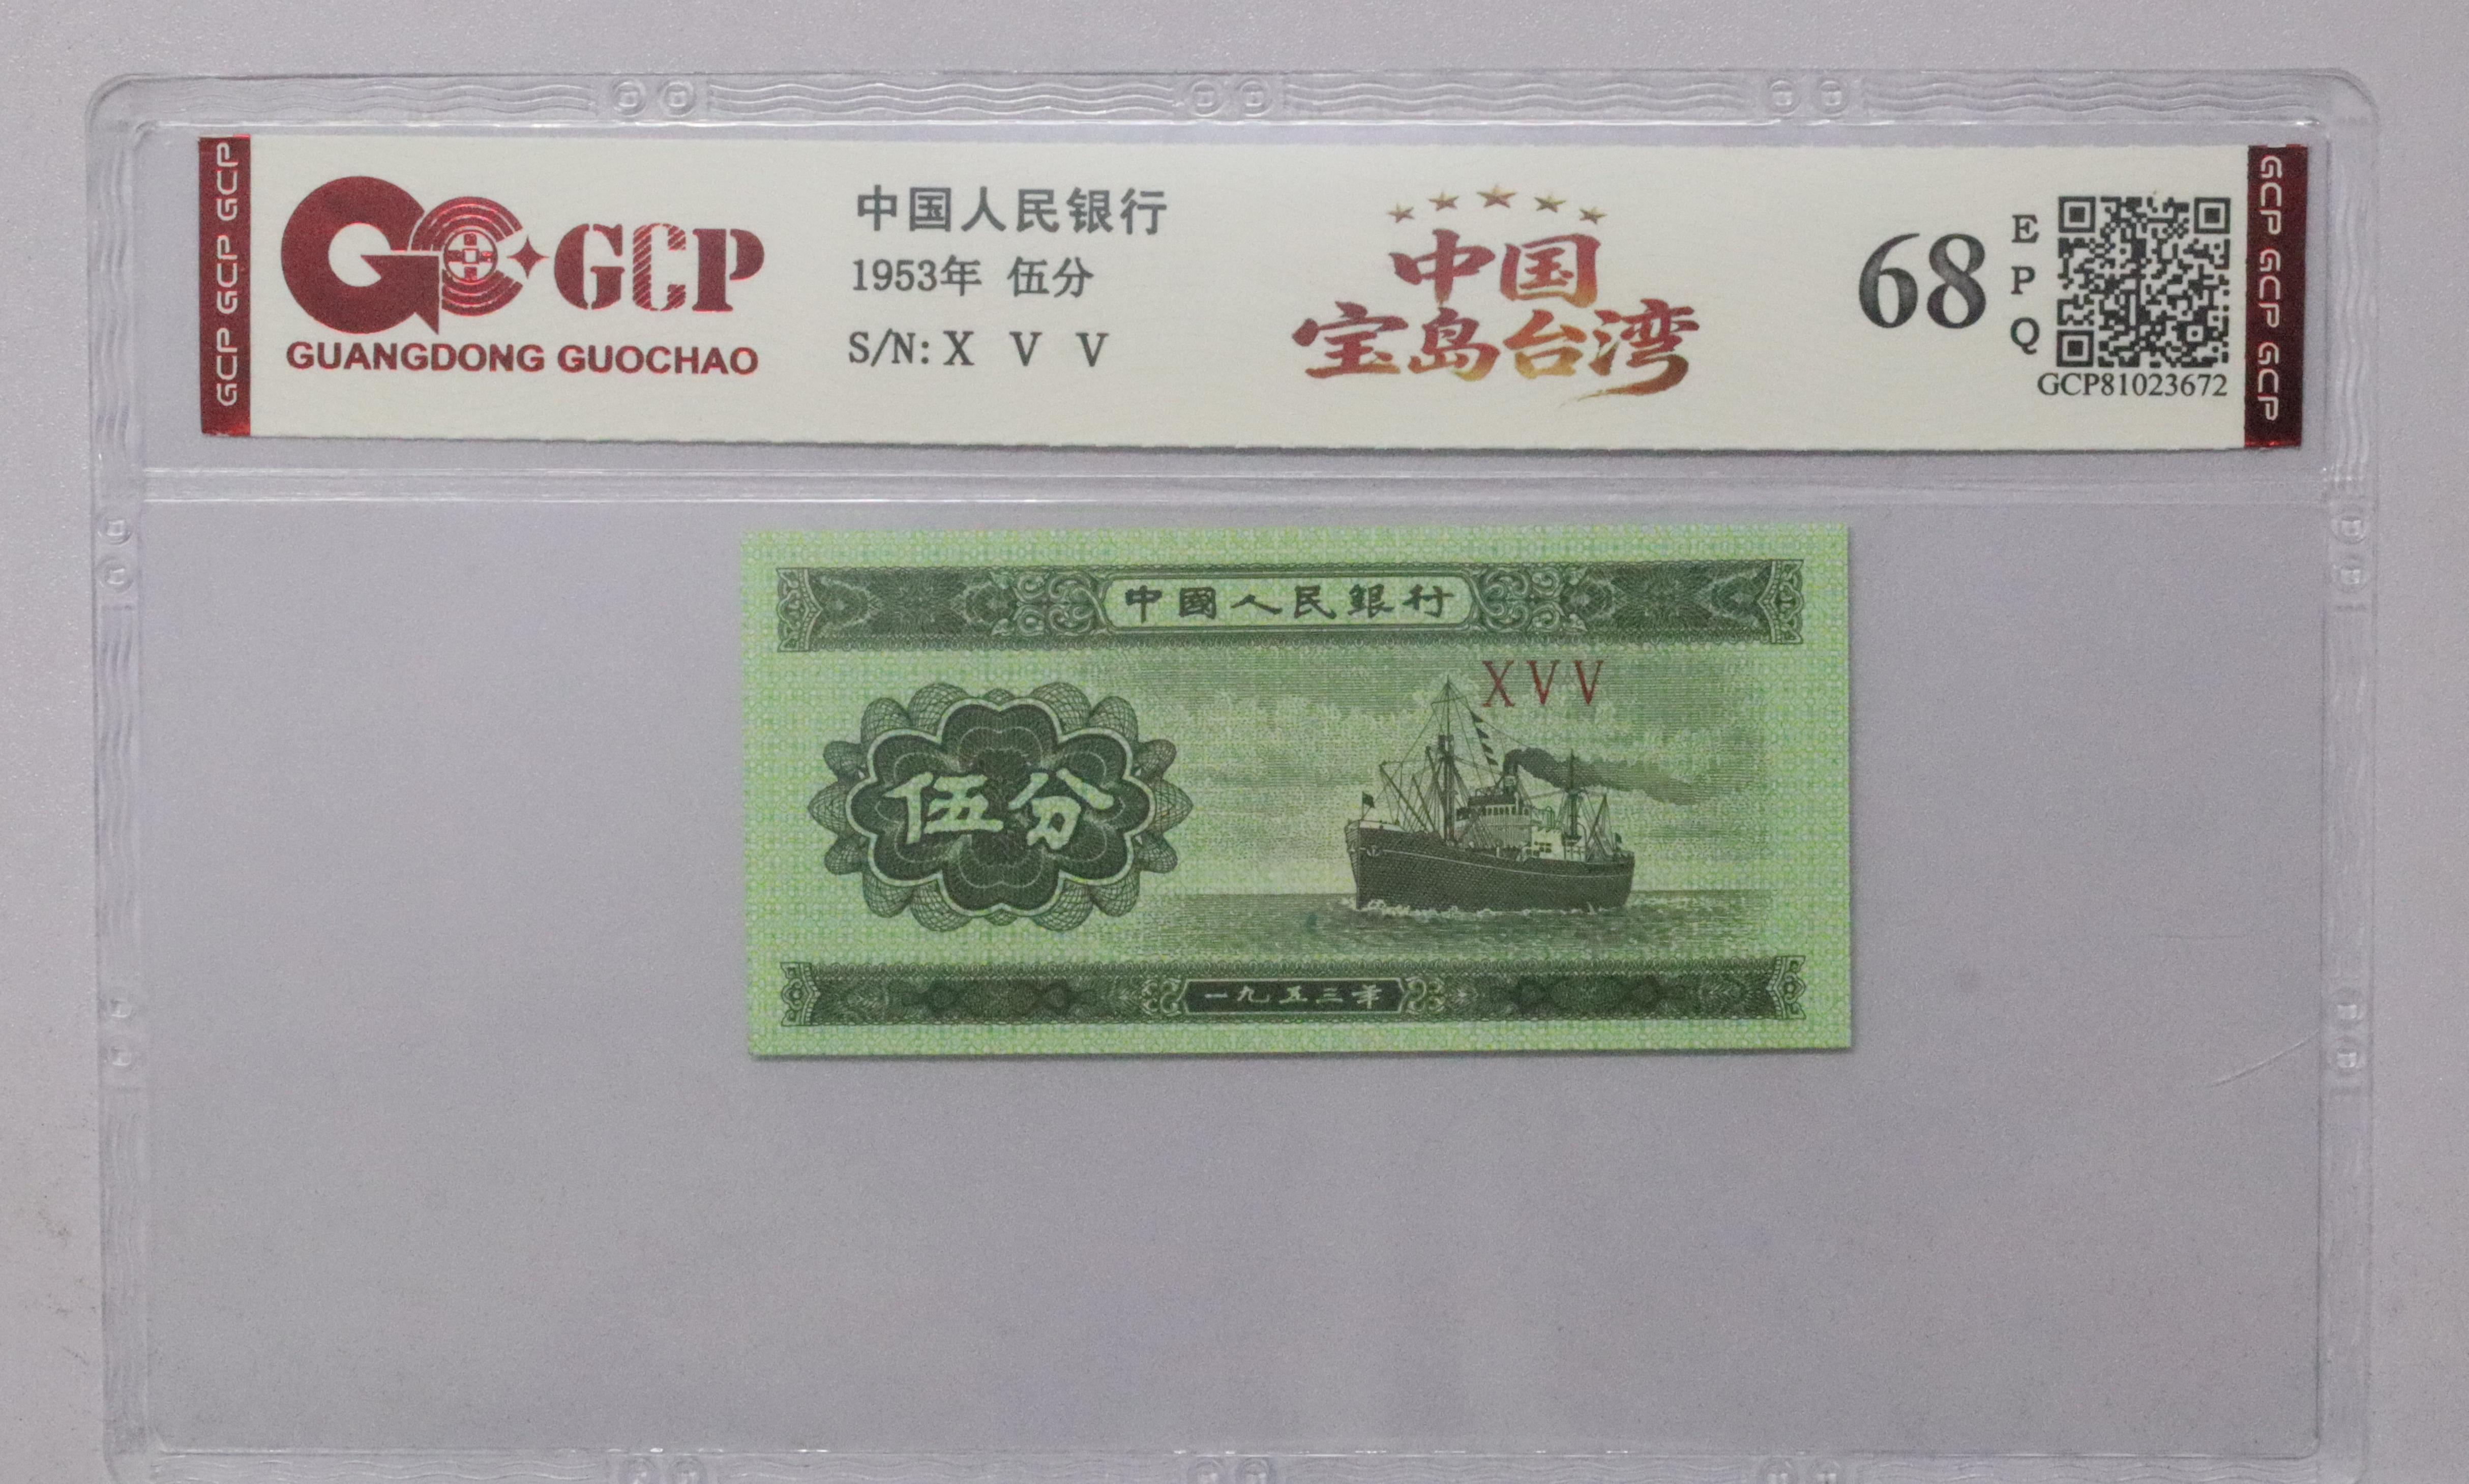 GCP GCP GCP
GCP
GUANGDONG GUOCHAO
中国人民银行
1953年 伍分
S/N: X V V
中国
宝岛台湾
68
EPQ
GCP81023672
GCP GCP GCP
中國人民銀行
XVV
伍分
一九五三年